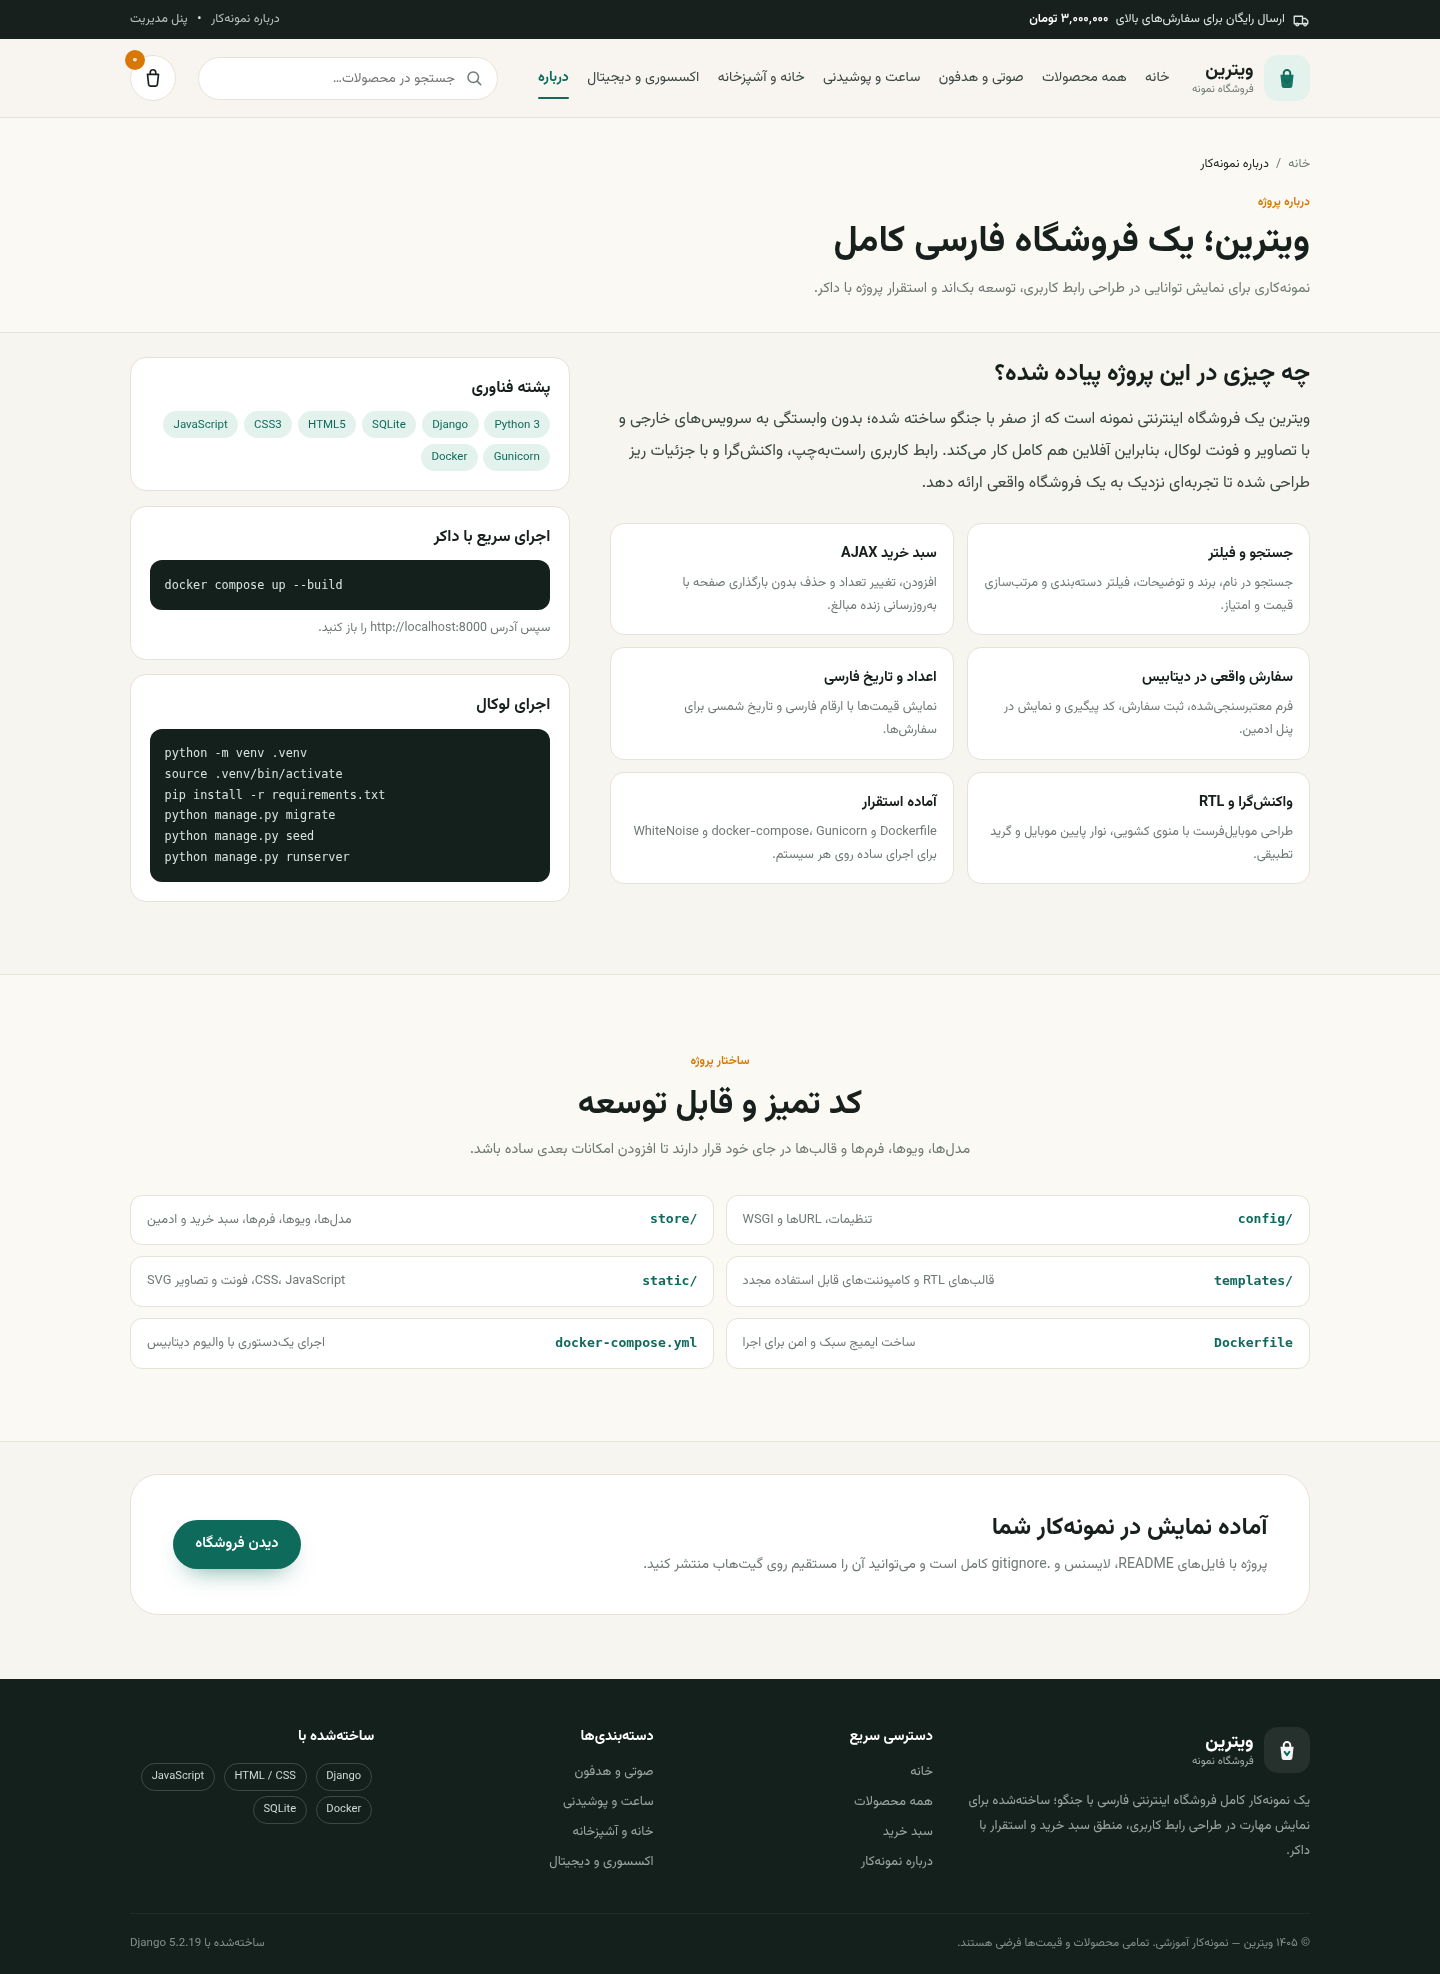 ارسال رایگان برای سفارش‌های بالای ۳,۰۰۰,۰۰۰ تومان
درباره نمونه‌کار • پنل مدیریت
ویترین
فروشگاه نمونه
خانه
همه محصولات
صوتی و هدفون
ساعت و پوشیدنی
خانه و آشپزخانه
اکسسوری و دیجیتال
درباره
جستجو در محصولات...
۰
خانه / درباره نمونه‌کار
درباره پروژه
ویترین؛ یک فروشگاه فارسی کامل
نمونه‌کاری برای نمایش توانایی در طراحی رابط کاربری، توسعه بک‌اند و استقرار پروژه با داکر.
چه چیزی در این پروژه پیاده شده؟
ویترین یک فروشگاه اینترنتی نمونه است که از صفر با جنگو ساخته شده؛ بدون وابستگی به سرویس‌های خارجی و
با تصاویر و فونت لوکال، بنابراین آفلاین هم کامل کار می‌کند. رابط کاربری راست‌به‌چپ، واکنش‌گرا و با جزئیات ریز
طراحی شده تا تجربه‌ای نزدیک به یک فروشگاه واقعی ارائه دهد.
جستجو و فیلتر
جستجو در نام، برند و توضیحات، فیلتر دسته‌بندی و مرتب‌سازی
قیمت و امتیاز.
سبد خرید AJAX
افزودن، تغییر تعداد و حذف بدون بارگذاری صفحه با
به‌روزرسانی زنده مبالغ.
سفارش واقعی در دیتابیس
فرم معتبرسنجی‌شده، ثبت سفارش، کد پیگیری و نمایش در
پنل ادمین.
اعداد و تاریخ فارسی
نمایش قیمت‌ها با ارقام فارسی و تاریخ شمسی برای
سفارش‌ها.
واکنش‌گرا و RTL
طراحی موبایل‌فرست با منوی کشویی، نوار پایین موبایل و گرید
تطبیقی.
آماده استقرار
Dockerfile و docker-compose، Gunicorn و WhiteNoise
برای اجرای ساده روی هر سیستم.
پشته فناوری
Python 3
Django
SQLite
HTML5
CSS3
JavaScript
Gunicorn
Docker
اجرای سریع با داکر
docker compose up --build
سپس آدرس http://localhost:8000 را باز کنید.
اجرای لوکال
python -m venv .venv
source .venv/bin/activate
pip install -r requirements.txt
python manage.py migrate
python manage.py seed
python manage.py runserver
ساختار پروژه
کد تمیز و قابل توسعه
مدل‌ها، ویوها، فرم‌ها و قالب‌ها در جای خود قرار دارند تا افزودن امکانات بعدی ساده باشد.
config/
تنظیمات، URLها و WSGI
store/
مدل‌ها، ویوها، فرم‌ها، سبد خرید و ادمین
templates/
قالب‌های RTL و کامپوننت‌های قابل استفاده مجدد
static/
CSS، JavaScript، فونت و تصاویر SVG
Dockerfile
ساخت ایمیج سبک و امن برای اجرا
docker-compose.yml
اجرای یک‌دستوری با والیوم دیتابیس
آماده نمایش در نمونه‌کار شما
پروژه با فایل‌های README، لایسنس و .gitignore کامل است و می‌توانید آن را مستقیم روی گیت‌هاب منتشر کنید.
دیدن فروشگاه
ویترین
فروشگاه نمونه
یک نمونه‌کار کامل فروشگاه اینترنتی فارسی با جنگو؛ ساخته‌شده برای
نمایش مهارت در طراحی رابط کاربری، منطق سبد خرید و استقرار با
داکر.
دسترسی سریع
خانه
همه محصولات
سبد خرید
درباره نمونه‌کار
دسته‌بندی‌ها
صوتی و هدفون
ساعت و پوشیدنی
خانه و آشپزخانه
اکسسوری و دیجیتال
ساخته‌شده با
Django
HTML / CSS
JavaScript
Docker
SQLite
© ۱۴۰۵ ویترین — نمونه‌کار آموزشی. تمامی محصولات و قیمت‌ها فرضی هستند.
ساخته‌شده با Django 5.2.19